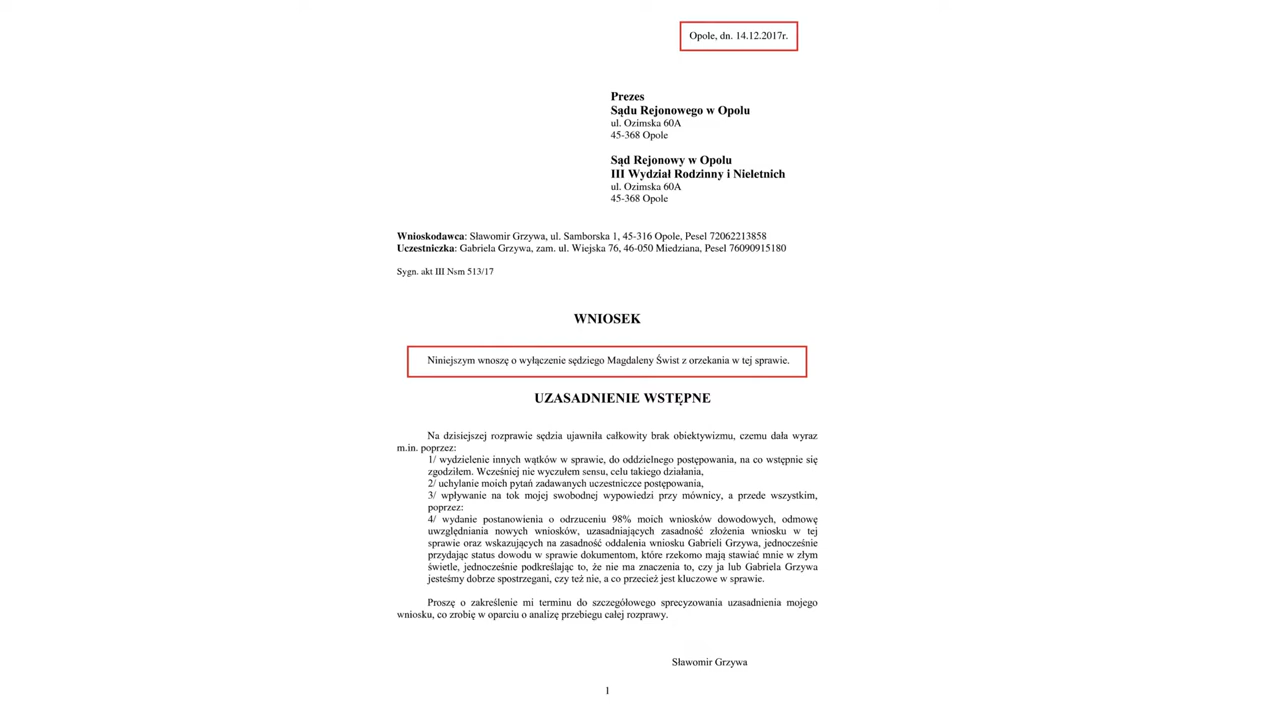 Opole, dn. 14.12.2017r.
Prezes
Sądu Rejonowego w Opolu
ul. Ozimska 60A
45-368 Opole
Sąd Rejonowy w Opolu
III Wydział Rodzinny i Nieletnich
ul. Ozimska 60A
45-368 Opole
Wnioskodawca: Sławomir Grzywa, ul. Samborska 1, 45-316 Opole, Pesel 72062213858
Uczestniczka: Gabriela Grzywa, zam. ul. Wiejska 76, 46-050 Miedziana, Pesel 76090915180
Sygn. akt III Nsm 513/17
WNIOSEK
Niniejszym wnoszę o wyłączenie sędziego Magdaleny Świst z orzekania w tej sprawie.
UZASADNIENIE WSTĘPNE
Na dzisiejszej rozprawie sędzia ujawniła całkowity brak obiektywizmu, czemu dała wyraz
m.in. poprzez:
1/ wydzielenie innych wątków w sprawie, do oddzielnego postępowania, na co wstępnie się
zgodziłem. Wcześniej nie wyczułem sensu, celu takiego działania,
2/ uchylanie moich pytań zadawanych uczestniczce postępowania,
3/ wpływanie na tok mojej swobodnej wypowiedzi przy mównicy, a przede wszystkim,
poprzez:
4/ wydanie postanowienia o odrzuceniu 98% moich wniosków dowodowych, odmowę
uwzględniania nowych wniosków, uzasadniających zasadność złożenia wniosku w tej
sprawie oraz wskazujących na zasadność oddalenia wniosku Gabrieli Grzywa, jednocześnie
przydając status dowodu w sprawie dokumentom, które rzekomo mają stawiać mnie w złym
świetle, jednocześnie podkreślając to, że nie ma znaczenia to, czy ja lub Gabriela Grzywa
jesteśmy dobrze spostrzegani, czy też nie, a co przecież jest kluczowe w sprawie.
Proszę o zakreślenie mi terminu do szczegółowego sprecyzowania uzasadnienia mojego
wniosku, co zrobię w oparciu o analizę przebiegu całej rozprawy.
Sławomir Grzywa
1